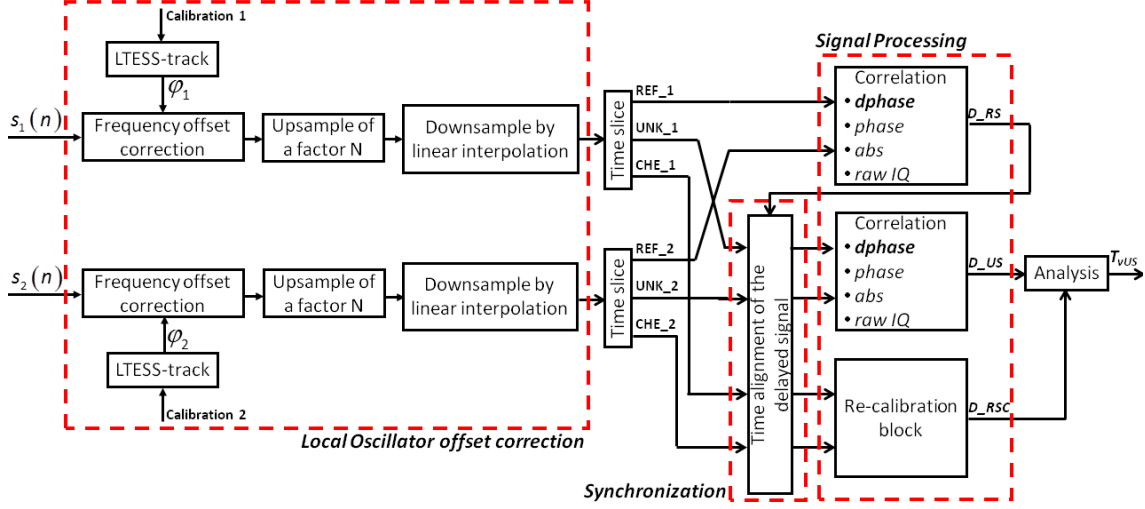 Calibration 1
LTESS-track
φ₁
s₁(n)
Frequency offset
correction
Upsample of
a factor N
Downsample by
linear interpolation
Time slice
REF_1
UNK_1
CHE_1
Signal Processing
Correlation
• dphase
• phase
• abs
• raw IQ
D_RS
s₂(n)
Frequency offset
correction
Upsample of
a factor N
Downsample by
linear interpolation
Time slice
REF_2
UNK_2
CHE_2
φ₂
LTESS-track
Calibration 2
Local Oscillator offset correction
Time alignment of the
delayed signal
Synchronization
Correlation
• dphase
• phase
• abs
• raw IQ
D_US
Analysis
T_vUS
Re-calibration
block
D_RSC